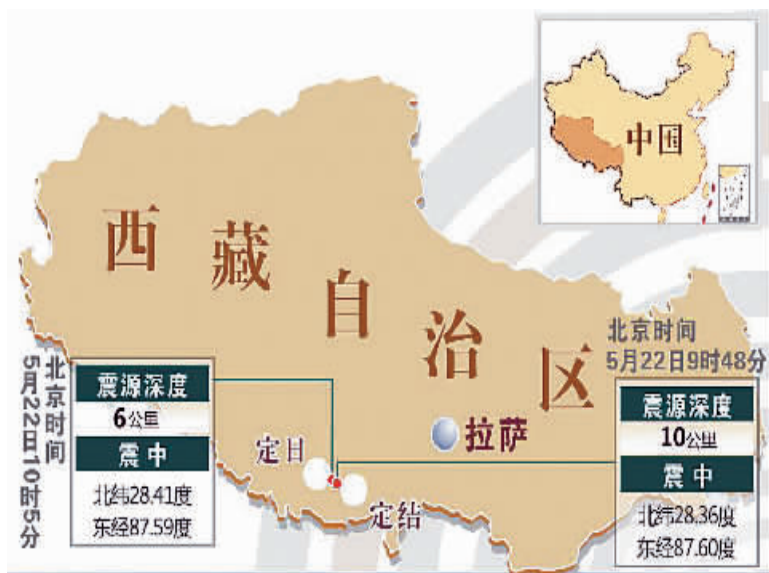 中国
西藏自治区
北京时间
5月22日9时48分
震源深度
10公里
震中
北纬28.36度
东经87.60度
北京时间
5月22日10时5分
震源深度
6公里
震中
北纬28.41度
东经87.59度
拉萨
定日
定结